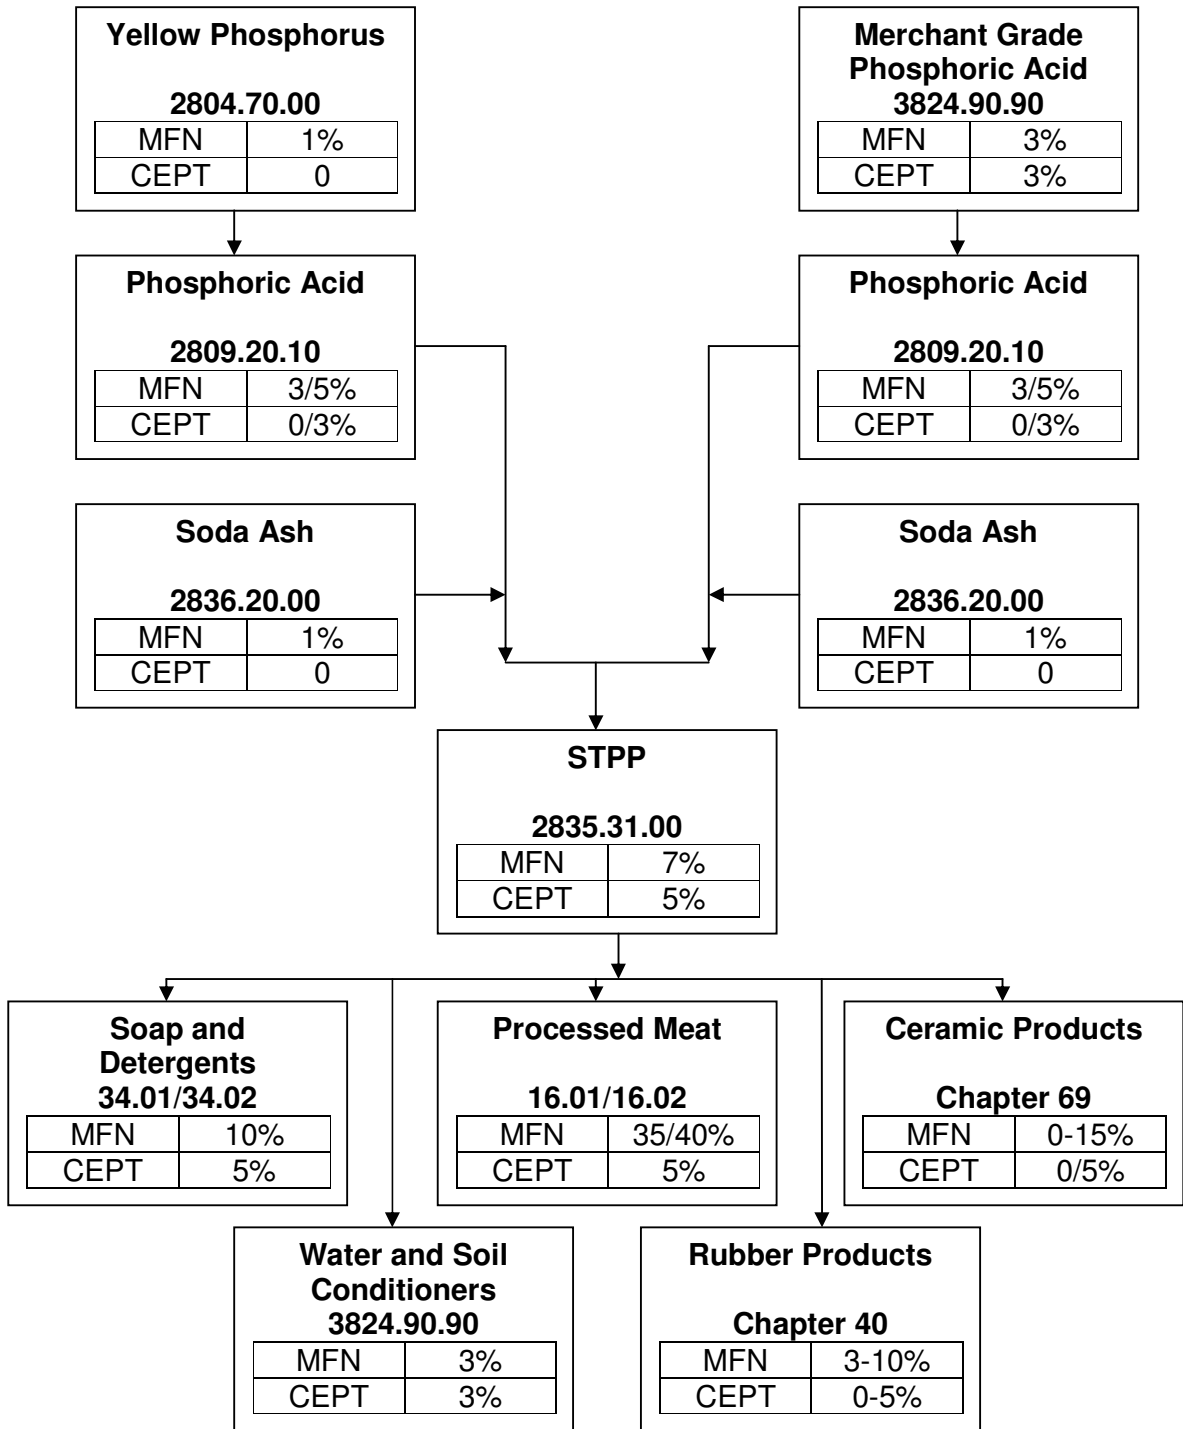 Yellow Phosphorus
2804.70.00
MFN 1%
CEPT 0
Merchant Grade
Phosphoric Acid
3824.90.90
MFN 3%
CEPT 3%
Phosphoric Acid
2809.20.10
MFN 3/5%
CEPT 0/3%
Phosphoric Acid
2809.20.10
MFN 3/5%
CEPT 0/3%
Soda Ash
2836.20.00
MFN 1%
CEPT 0
Soda Ash
2836.20.00
MFN 1%
CEPT 0
STPP
2835.31.00
MFN 7%
CEPT 5%
Soap and
Detergents
34.01/34.02
MFN 10%
CEPT 5%
Processed Meat
16.01/16.02
MFN 35/40%
CEPT 5%
Ceramic Products
Chapter 69
MFN 0-15%
CEPT 0/5%
Water and Soil
Conditioners
3824.90.90
MFN 3%
CEPT 3%
Rubber Products
Chapter 40
MFN 3-10%
CEPT 0-5%